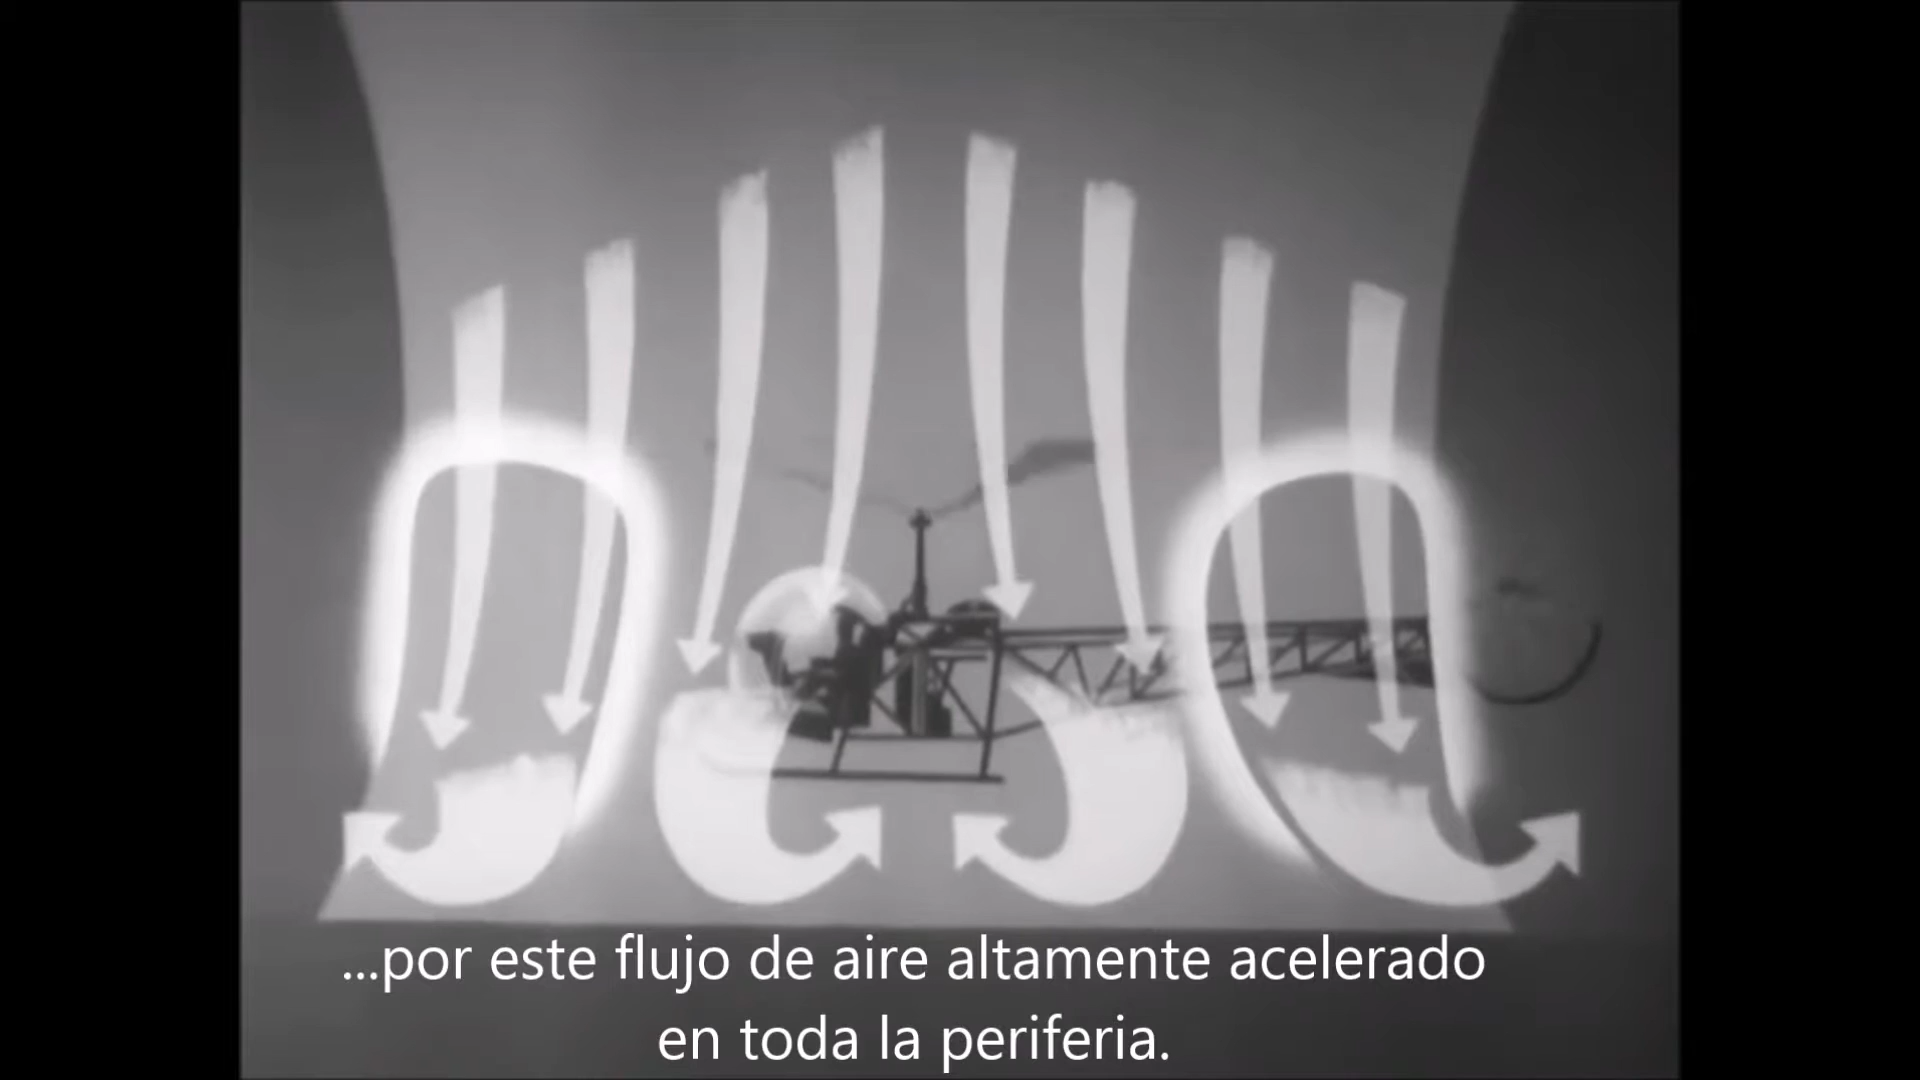 ...por este flujo de aire altamente acelerado
en toda la periferia.